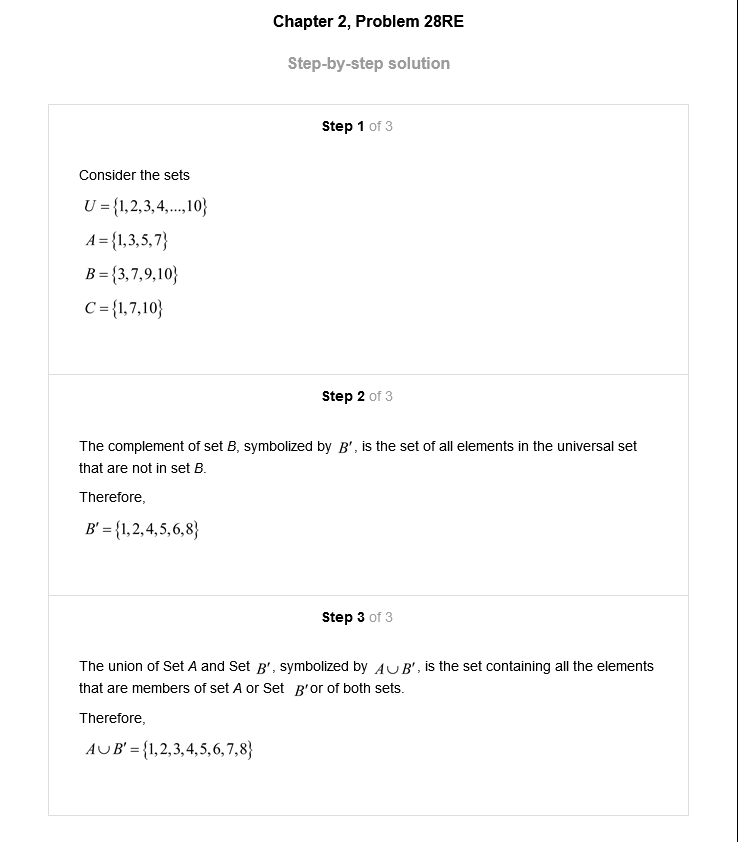 Chapter 2, Problem 28RE
Step-by-step solution
Step 1 of 3
Consider the sets
U = {1,2,3,4,...,10}
A = {1,3,5,7}
B = {3,7,9,10}
C = {1,7,10}
Step 2 of 3
The complement of set B, symbolized by B′, is the set of all elements in the universal set
that are not in set B.
Therefore,
B′ = {1,2,4,5,6,8}
Step 3 of 3
The union of Set A and Set B′, symbolized by A∪B′, is the set containing all the elements
that are members of set A or Set B′or of both sets.
Therefore,
A∪B′ = {1,2,3,4,5,6,7,8}